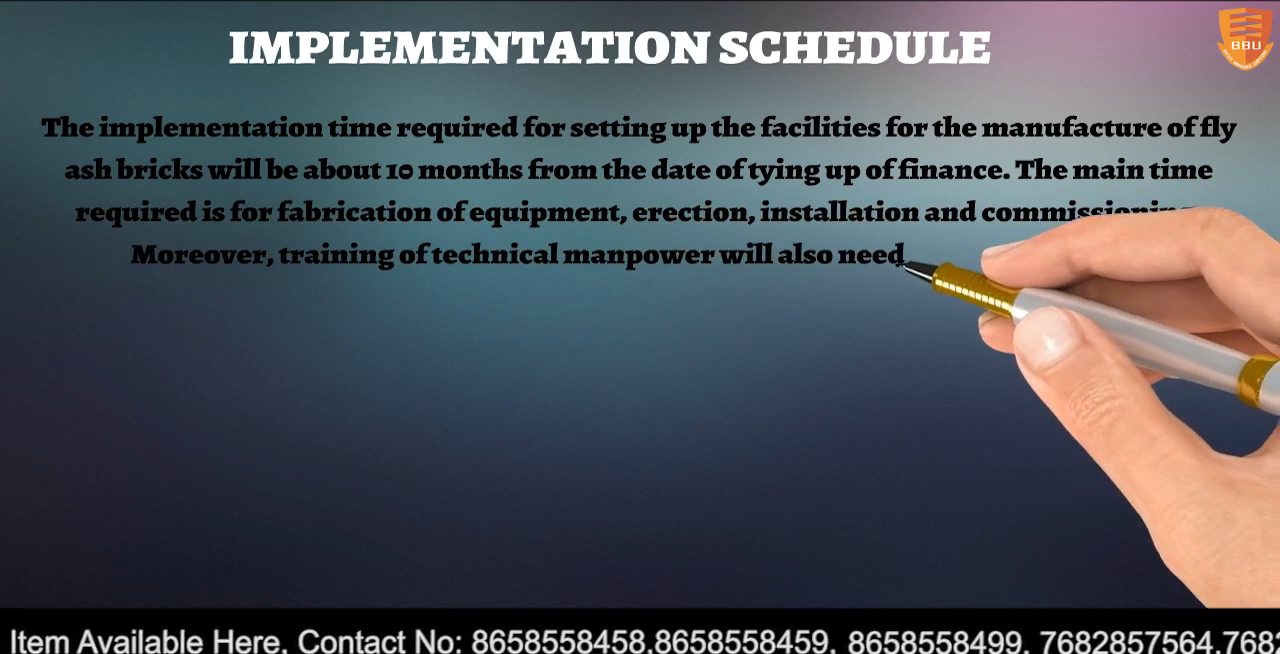 IMPLEMENTATION SCHEDULE
BBU
The implementation time required for setting up the facilities for the manufacture of fly
ash bricks will be about 10 months from the date of tying up of finance. The main time
required is for fabrication of equipment, erection, installation and commissioning.
Moreover, training of technical manpower will also need
Item Available Here, Contact No: 8658558458,8658558459, 8658558499, 7682857564,768